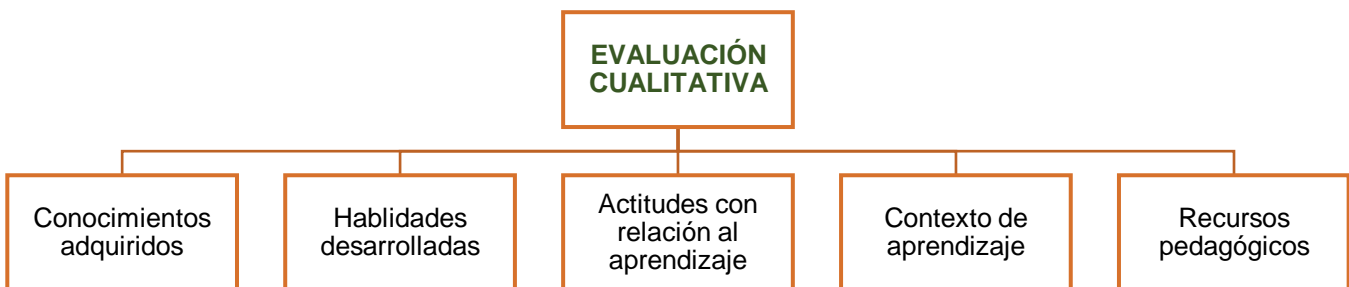 EVALUACIÓN
CUALITATIVA
Conocimientos
adquiridos
Hablidades
desarrolladas
Actitudes con
relación al
aprendizaje
Contexto de
aprendizaje
Recursos
pedagógicos